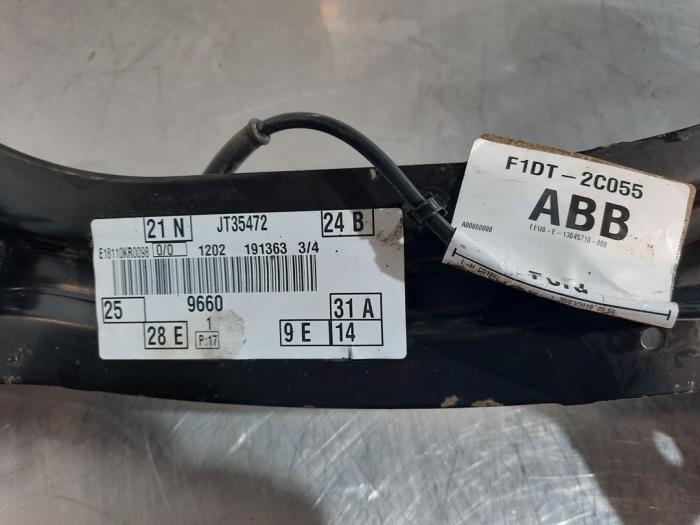 21 N JT35472 24 B
E18110KR0098 0/0 1202 191363 3/4
25 9660 31 A
28 E 1 P:17 9 E 14
F1DT-2C055
ABB
A00000000 EEUU-E-13045710-000